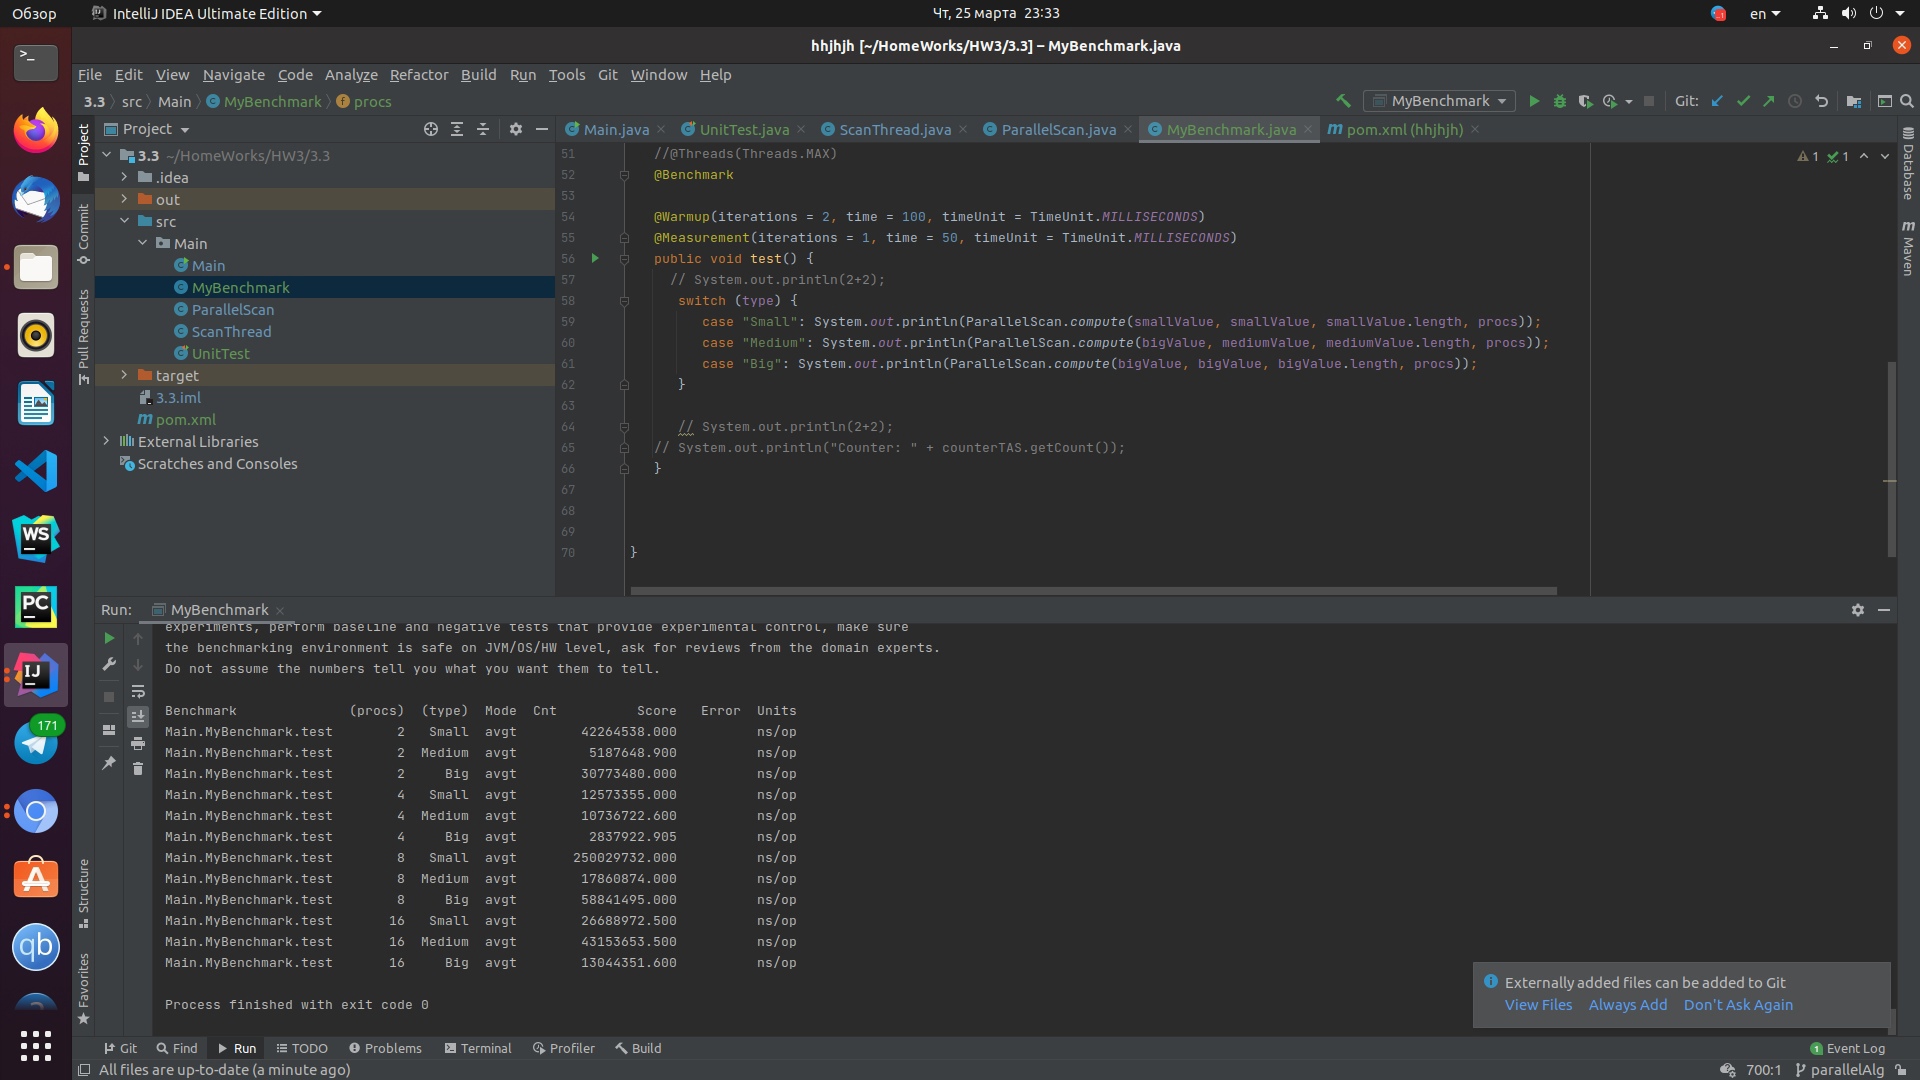 Обзор
IntelliJ IDEA Ultimate Edition
Чт, 25 марта 23:33
en
hhjhjh [~/HomeWorks/HW3/3.3] – MyBenchmark.java
File Edit View Navigate Code Analyze Refactor Build Run Tools Git Window Help
3.3 src Main MyBenchmark procs
MyBenchmark
Git:
Project
Project
Main.java UnitTest.java ScanThread.java ParallelScan.java MyBenchmark.java pom.xml (hhjhjh)
3.3 ~/HomeWorks/HW3/3.3
.idea
out
src
Main
Main
MyBenchmark
ParallelScan
ScanThread
UnitTest
target
3.3.iml
pom.xml
External Libraries
Scratches and Consoles
Commit
Pull Requests
Structure
Favorites
Database
Maven
1 1
51 //@Threads(Threads.MAX)
52 @Benchmark
53
54 @Warmup(iterations = 2, time = 100, timeUnit = TimeUnit.MILLISECONDS)
55 @Measurement(iterations = 1, time = 50, timeUnit = TimeUnit.MILLISECONDS)
56 public void test() {
57 // System.out.println(2+2);
58 switch (type) {
59 case "Small": System.out.println(ParallelScan.compute(smallValue, smallValue, smallValue.length, procs));
60 case "Medium": System.out.println(ParallelScan.compute(bigValue, mediumValue, mediumValue.length, procs));
61 case "Big": System.out.println(ParallelScan.compute(bigValue, bigValue, bigValue.length, procs));
62 }
63
64 // System.out.println(2+2);
65 // System.out.println("Counter: " + counterTAS.getCount());
66 }
67
68
69
70 }
Run: MyBenchmark
experiments, perform baseline and negative tests that provide experimental control, make sure
the benchmarking environment is safe on JVM/OS/HW level, ask for reviews from the domain experts.
Do not assume the numbers tell you what you want them to tell.
Benchmark (procs) (type) Mode Cnt Score Error Units
Main.MyBenchmark.test 2 Small avgt 42264538.000 ns/op
Main.MyBenchmark.test 2 Medium avgt 5187648.900 ns/op
Main.MyBenchmark.test 2 Big avgt 30773480.000 ns/op
Main.MyBenchmark.test 4 Small avgt 12573355.000 ns/op
Main.MyBenchmark.test 4 Medium avgt 10736722.600 ns/op
Main.MyBenchmark.test 4 Big avgt 2837922.905 ns/op
Main.MyBenchmark.test 8 Small avgt 250029732.000 ns/op
Main.MyBenchmark.test 8 Medium avgt 17860874.000 ns/op
Main.MyBenchmark.test 8 Big avgt 58841495.000 ns/op
Main.MyBenchmark.test 16 Small avgt 26688972.500 ns/op
Main.MyBenchmark.test 16 Medium avgt 43153653.500 ns/op
Main.MyBenchmark.test 16 Big avgt 13044351.600 ns/op
Process finished with exit code 0
Externally added files can be added to Git
View Files Always Add Don't Ask Again
WS
PC
IJ
171
qb
Git Find Run TODO Problems Terminal Profiler Build
1 Event Log
All files are up-to-date (a minute ago)
700:1 parallelAlg